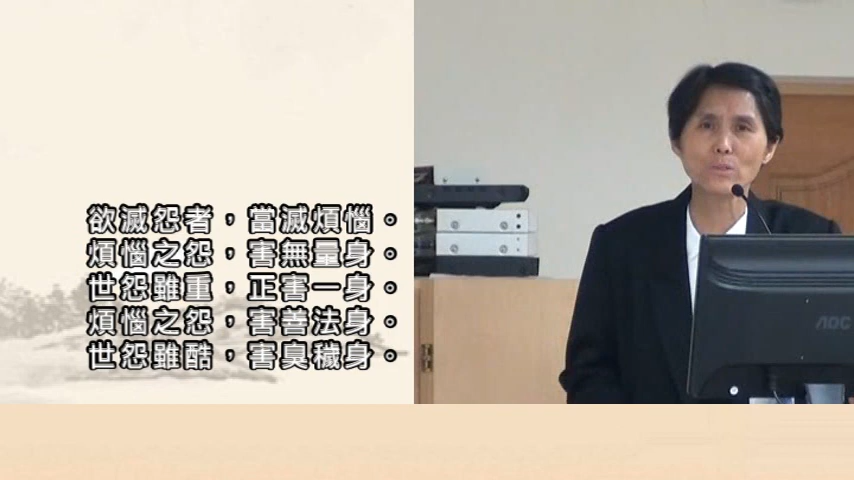 欲滅怨者，當滅煩惱。
煩惱之怨，害無量身。
世怨雖重，正害一身。
煩惱之怨，害善法身。
世怨雖酷，害臭穢身。
AOC